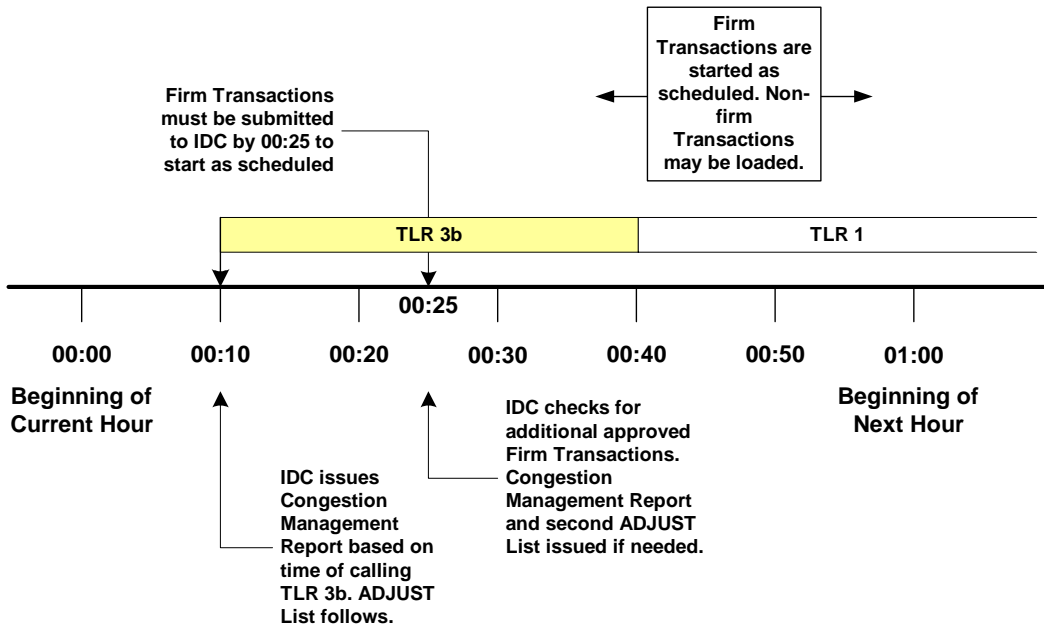 Firm
Transactions are
started as
scheduled. Non-
firm
Transactions
may be loaded.
Firm Transactions
must be submitted
to IDC by 00:25 to
start as scheduled
TLR 3b
TLR 1
00:25
00:00
00:10
00:20
00:30
00:40
00:50
01:00
Beginning of
Current Hour
Beginning of
Next Hour
IDC issues
Congestion
Management
Report based on
time of calling
TLR 3b. ADJUST
List follows.
IDC checks for
additional approved
Firm Transactions.
Congestion
Management Report
and second ADJUST
List issued if needed.